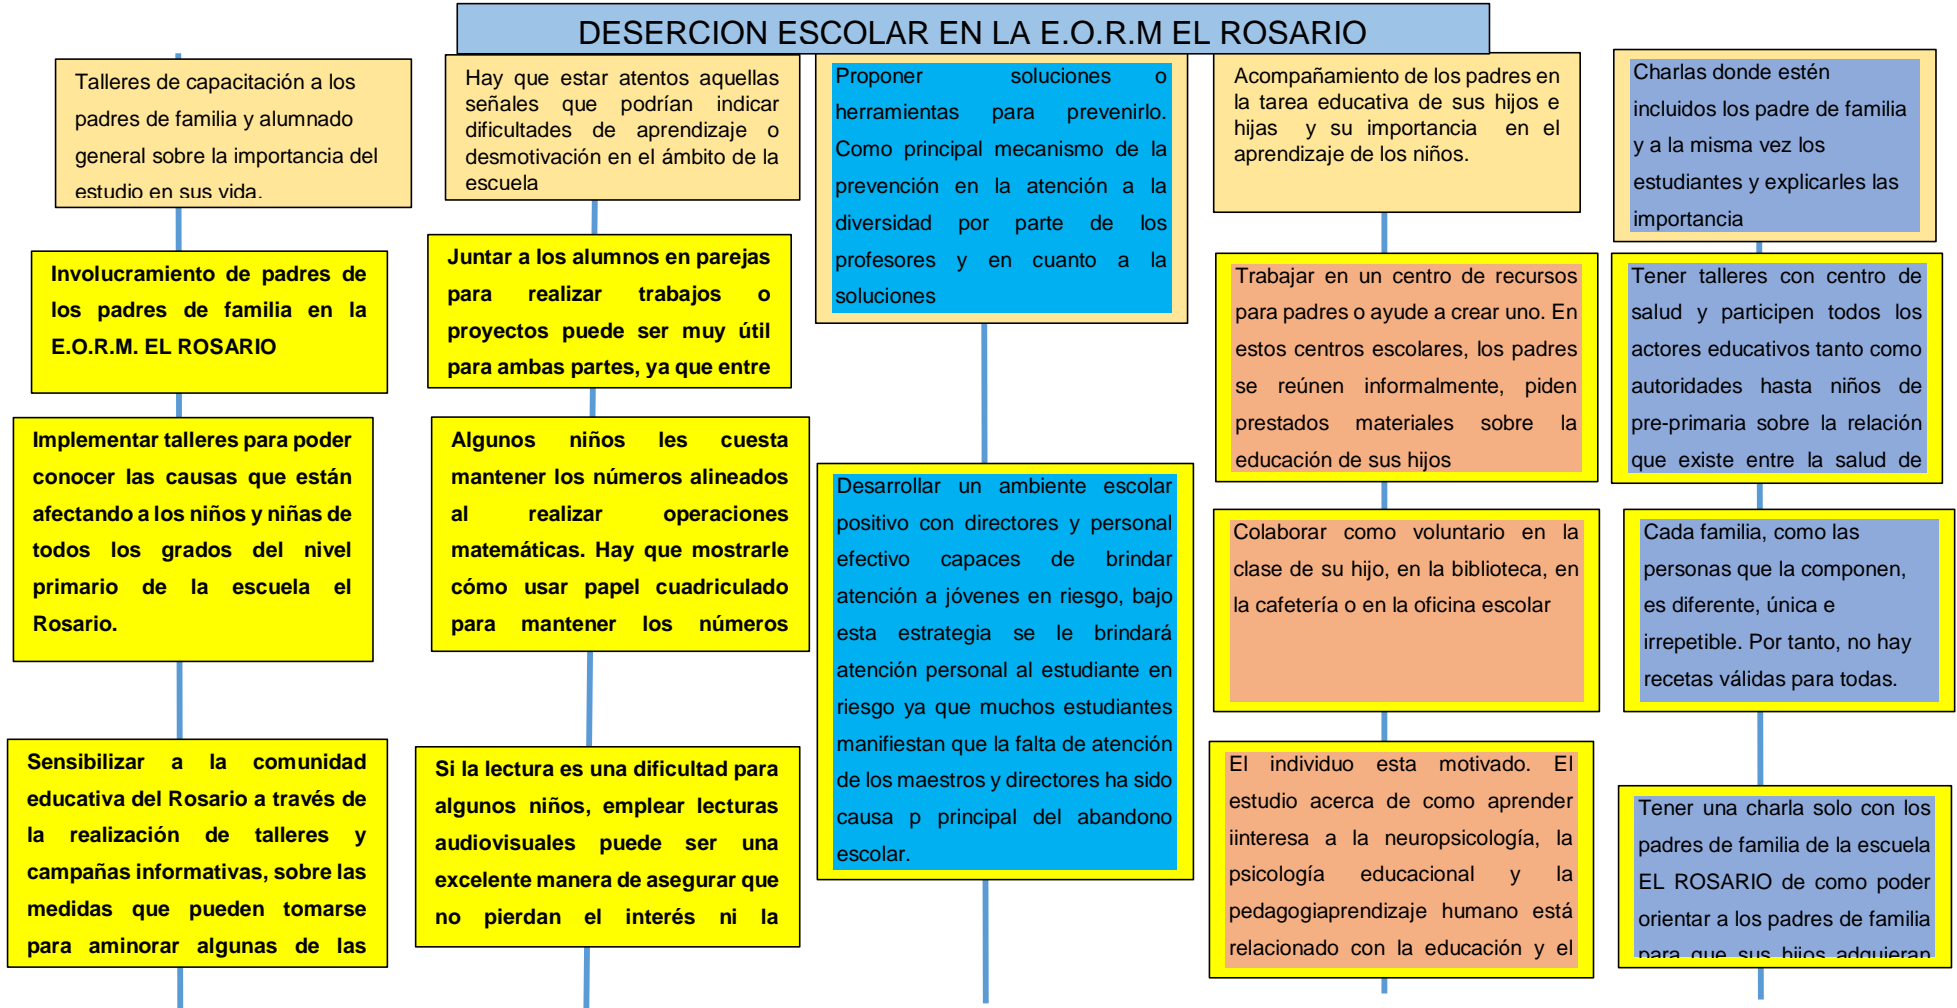 DESERCION ESCOLAR EN LA E.O.R.M EL ROSARIO
Talleres de capacitación a los
padres de familia y alumnado
general sobre la importancia del
estudio en sus vida.
Involucramiento de padres de
los padres de familia en la
E.O.R.M. EL ROSARIO
Implementar talleres para poder
conocer las causas que están
afectando a los niños y niñas de
todos los grados del nivel
primario de la escuela el
Rosario.
Sensibilizar a la comunidad
educativa del Rosario a través de
la realización de talleres y
campañas informativas, sobre las
medidas que pueden tomarse
para aminorar algunas de las
Hay que estar atentos aquellas
señales que podrían indicar
dificultades de aprendizaje o
desmotivación en el ámbito de la
escuela
Juntar a los alumnos en parejas
para realizar trabajos o
proyectos puede ser muy útil
para ambas partes, ya que entre
Algunos niños les cuesta
mantener los números alineados
al realizar operaciones
matemáticas. Hay que mostrarle
cómo usar papel cuadriculado
para mantener los números
Si la lectura es una dificultad para
algunos niños, emplear lecturas
audiovisuales puede ser una
excelente manera de asegurar que
no pierdan el interés ni la
Proponer soluciones o
herramientas para prevenirlo.
Como principal mecanismo de la
prevención en la atención a la
diversidad por parte de los
profesores y en cuanto a la
soluciones
Desarrollar un ambiente escolar
positivo con directores y personal
efectivo capaces de brindar
atención a jóvenes en riesgo, bajo
esta estrategia se le brindará
atención personal al estudiante en
riesgo ya que muchos estudiantes
manifiestan que la falta de atención
de los maestros y directores ha sido
causa p principal del abandono
escolar.
Acompañamiento de los padres en
la tarea educativa de sus hijos e
hijas y su importancia en el
aprendizaje de los niños.
Trabajar en un centro de recursos
para padres o ayude a crear uno. En
estos centros escolares, los padres
se reúnen informalmente, piden
prestados materiales sobre la
educación de sus hijos
Colaborar como voluntario en la
clase de su hijo, en la biblioteca, en
la cafetería o en la oficina escolar
El individuo esta motivado. El
estudio acerca de como aprender
iinteresa a la neuropsicología, la
psicología educacional y la
pedagogiaprendizaje humano está
relacionado con la educación y el
Charlas donde estén
incluidos los padre de familia
y a la misma vez los
estudiantes y explicarles las
importancia
Tener talleres con centro de
salud y participen todos los
actores educativos tanto como
autoridades hasta niños de
pre-primaria sobre la relación
que existe entre la salud de
Cada familia, como las
personas que la componen,
es diferente, única e
irrepetible. Por tanto, no hay
recetas válidas para todas.
Tener una charla solo con los
padres de familia de la escuela
EL ROSARIO de como poder
orientar a los padres de familia
para que sus hijos adquieran